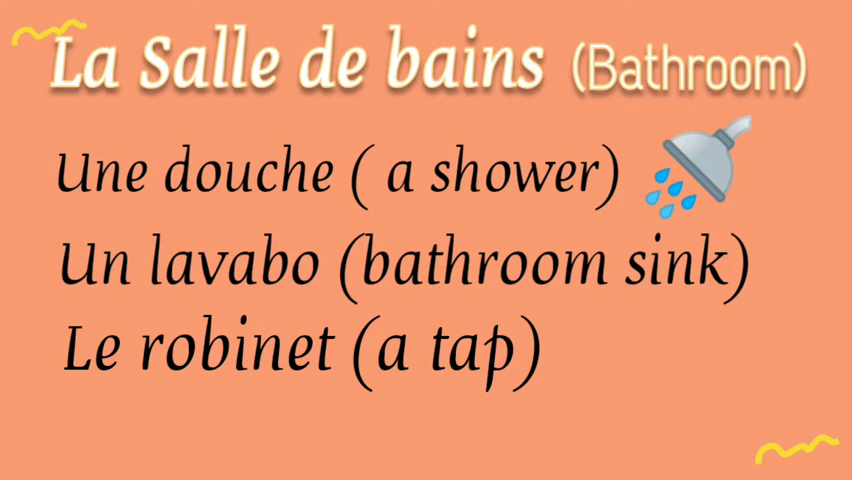 La Salle de bains (Bathroom)
Une douche ( a shower)
Un lavabo (bathroom sink)
Le robinet (a tap)